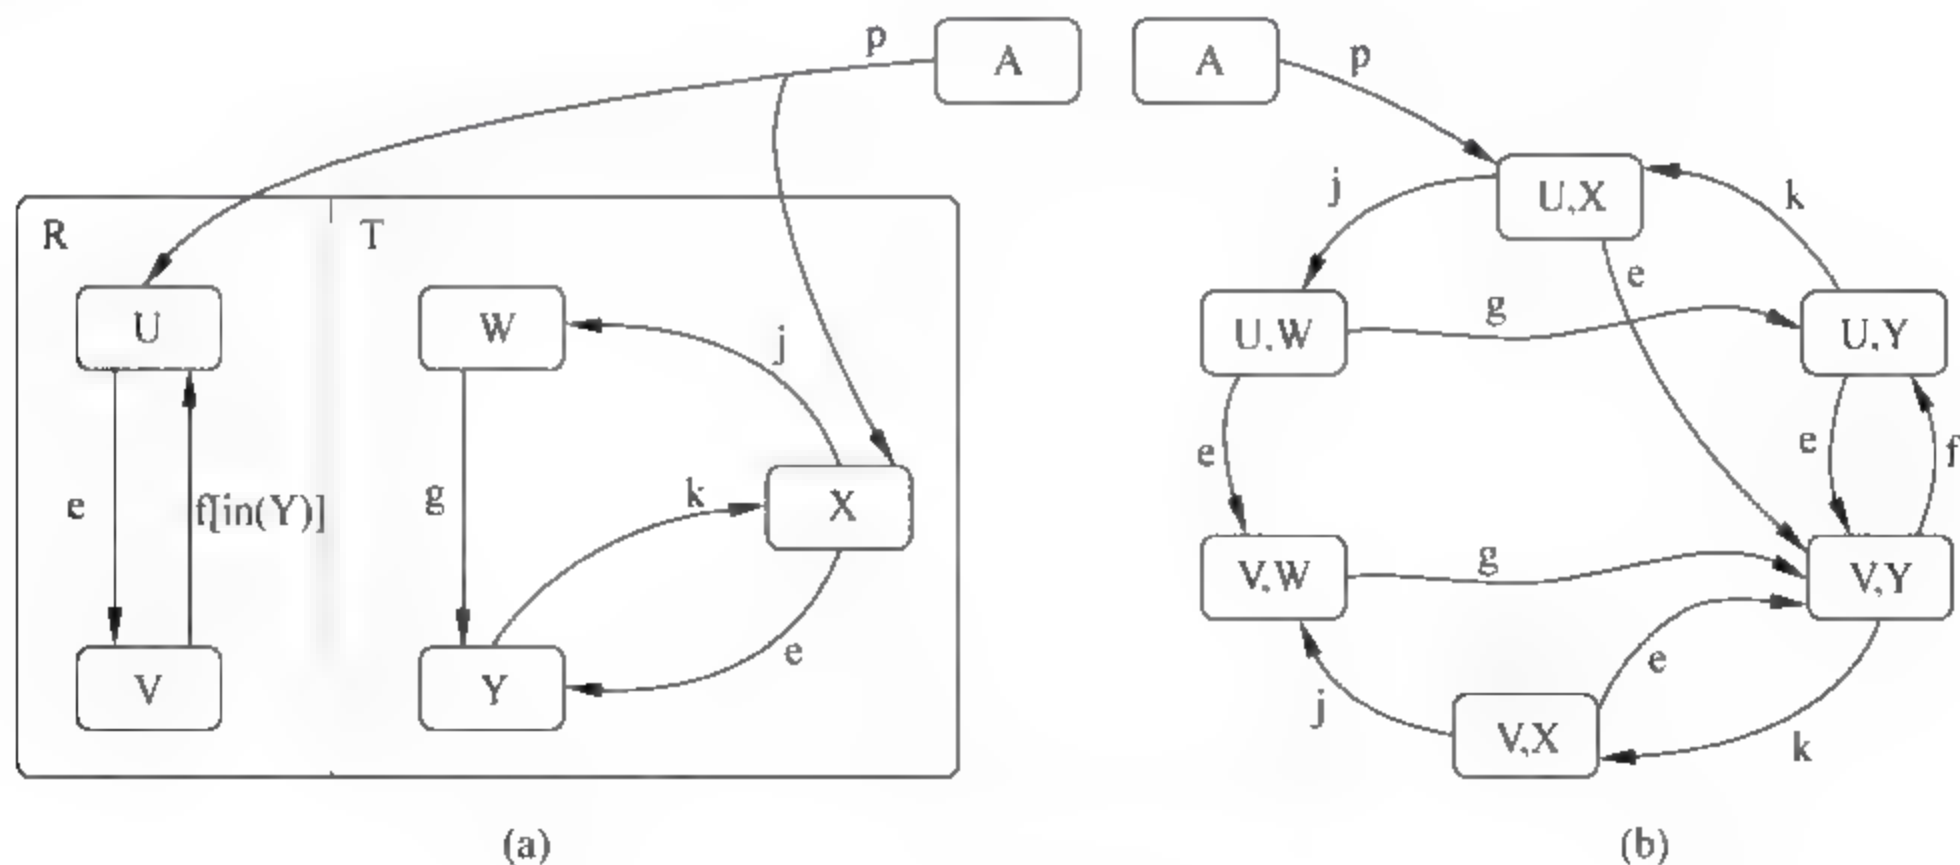 p
A
A
p
R
T
U
W
j
X
e
f[in(Y)]
g
k
V
Y
e
j
U,X
k
e
U,W
g
U,Y
e
e
f
V,W
g
V,Y
j
V,X
e
k
(a)
(b)